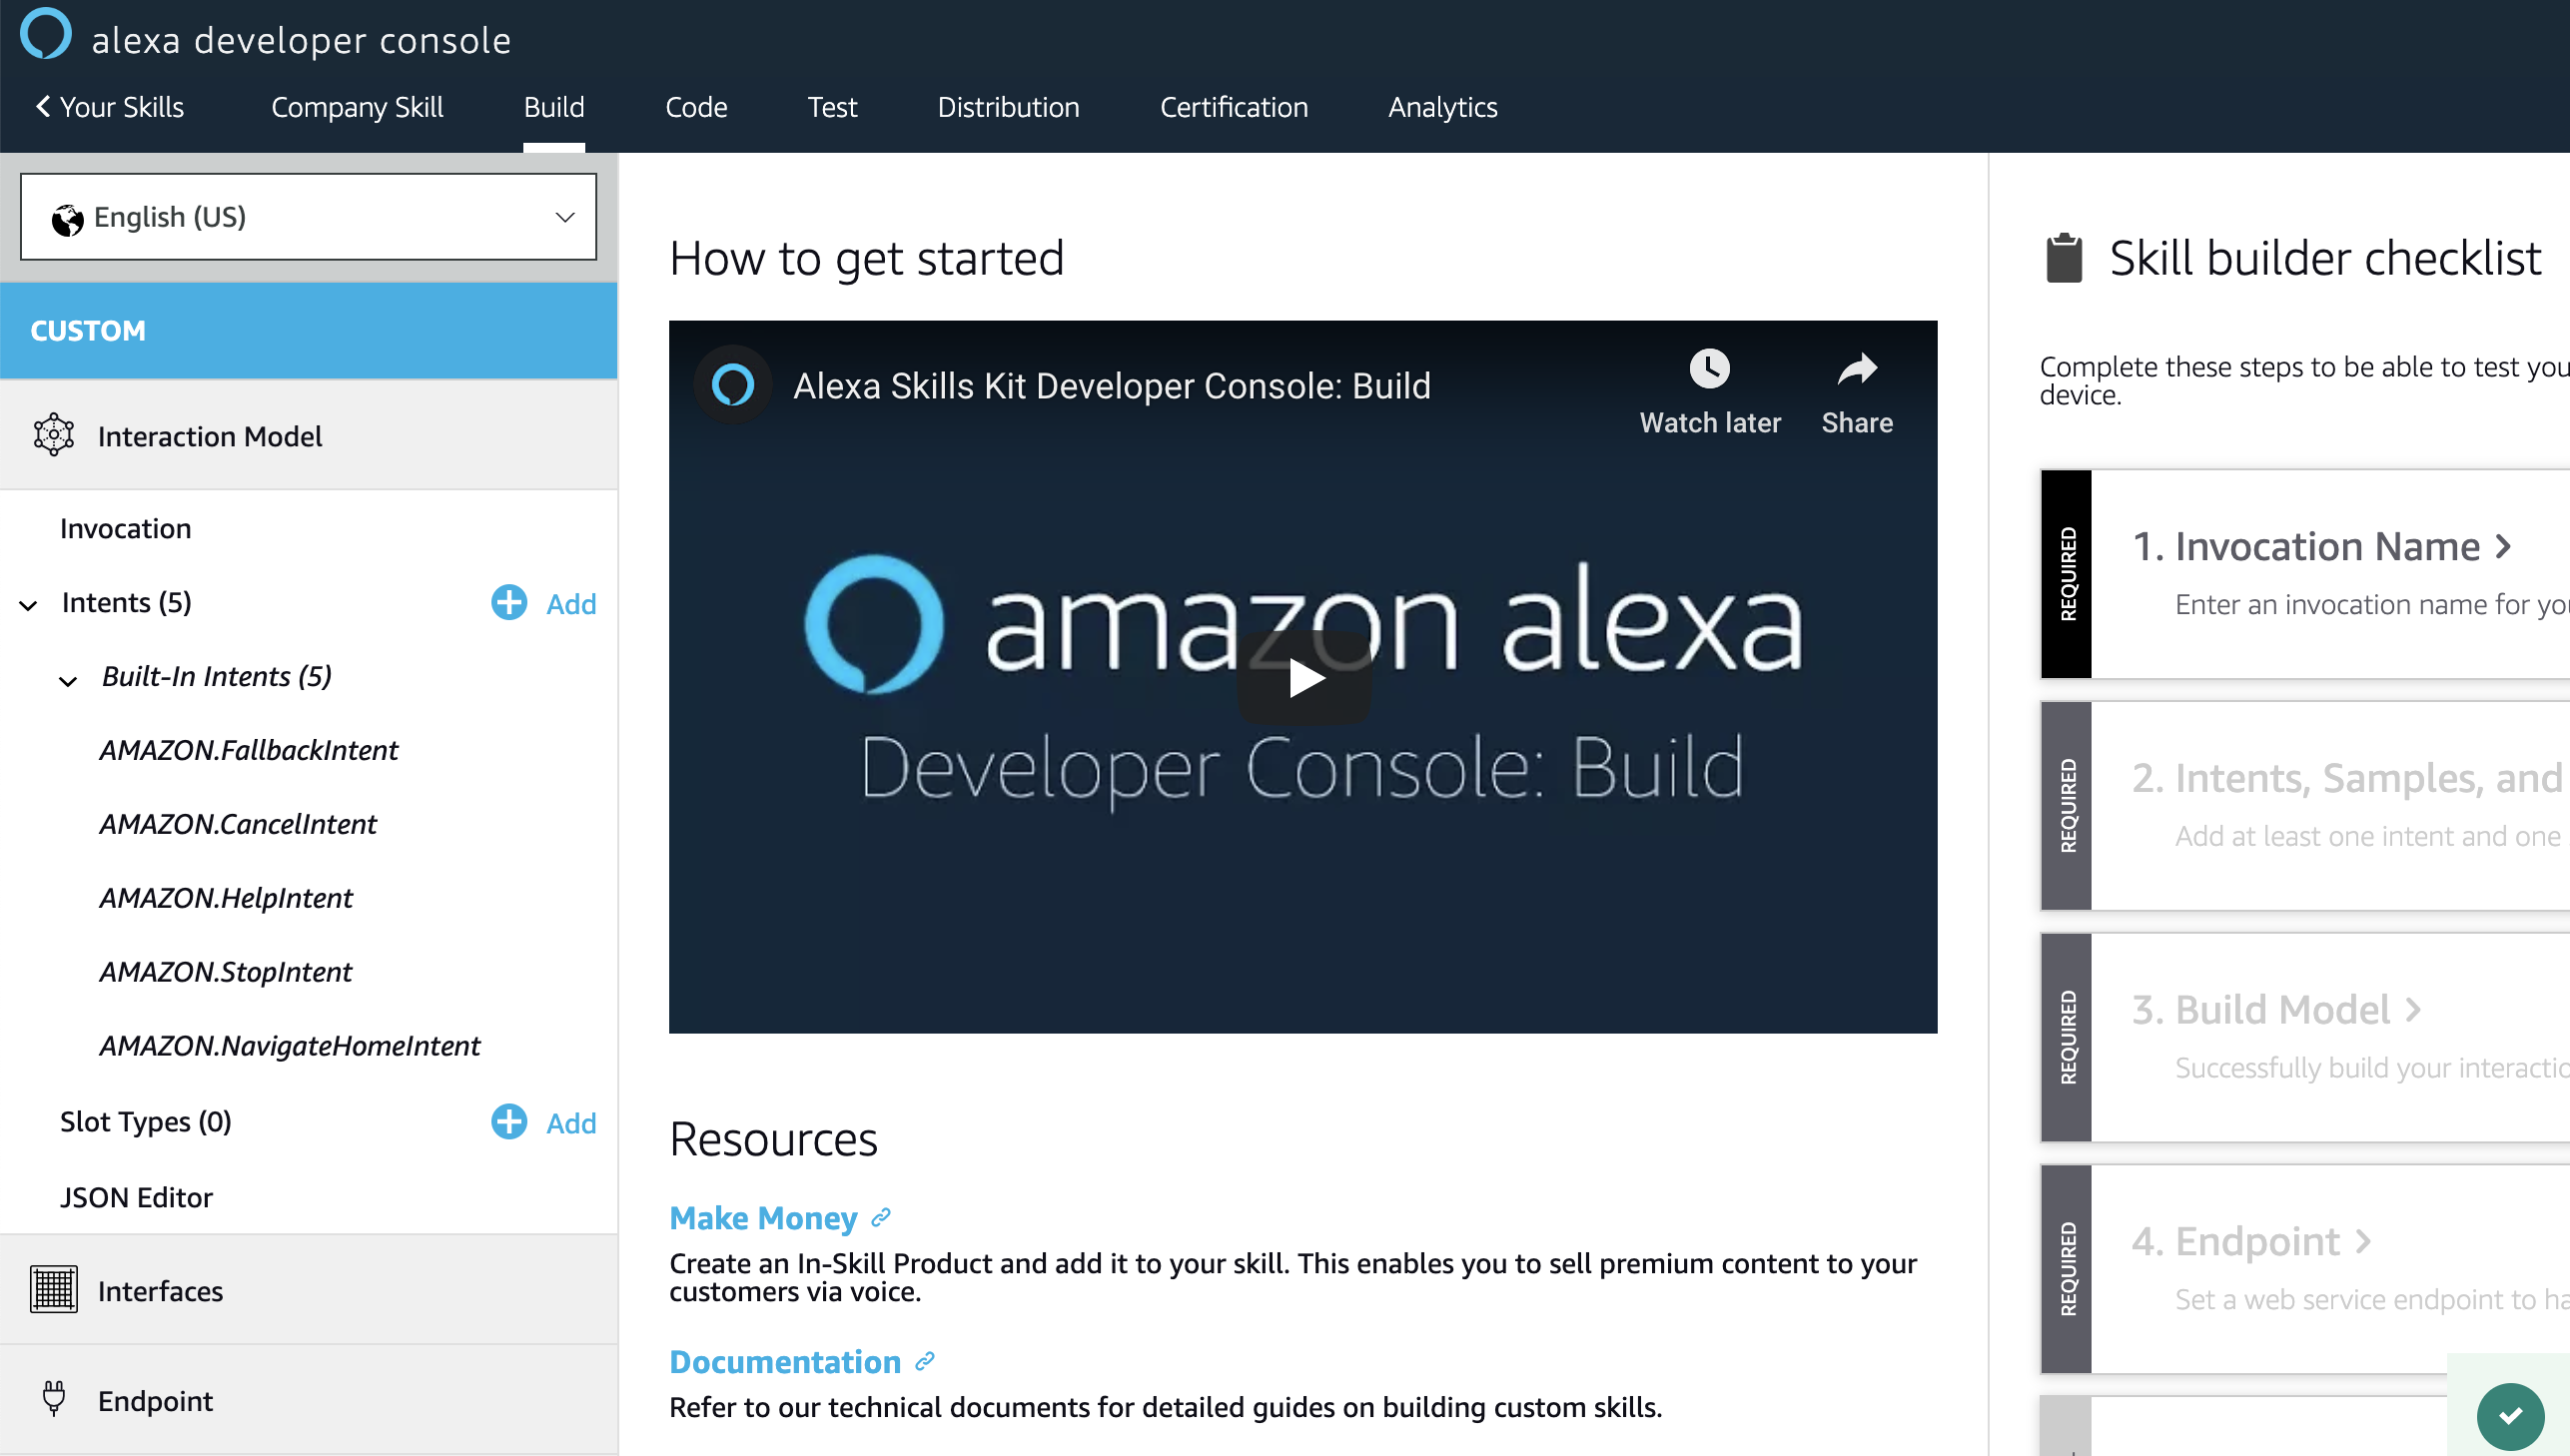 alexa developer console
Your Skills
Company Skill
Build
Code
Test
Distribution
Certification
Analytics
English (US)
CUSTOM
Interaction Model
Invocation
Intents (5)
Add
Built-In Intents (5)
AMAZON.FallbackIntent
AMAZON.CancelIntent
AMAZON.HelpIntent
AMAZON.StopIntent
AMAZON.NavigateHomeIntent
Slot Types (0)
Add
JSON Editor
Interfaces
Endpoint
How to get started
Alexa Skills Kit Developer Console: Build
Watch later
Share
amazon alexa
Developer Console: Build
Resources
Make Money
Create an In-Skill Product and add it to your skill. This enables you to sell premium content to your
customers via voice.
Documentation
Refer to our technical documents for detailed guides on building custom skills.
Skill builder checklist
Complete these steps to be able to test you
device.
REQUIRED
1. Invocation Name
Enter an invocation name for yo
REQUIRED
2. Intents, Samples, and
Add at least one intent and one
REQUIRED
3. Build Model
Successfully build your interactio
REQUIRED
4. Endpoint
Set a web service endpoint to ha